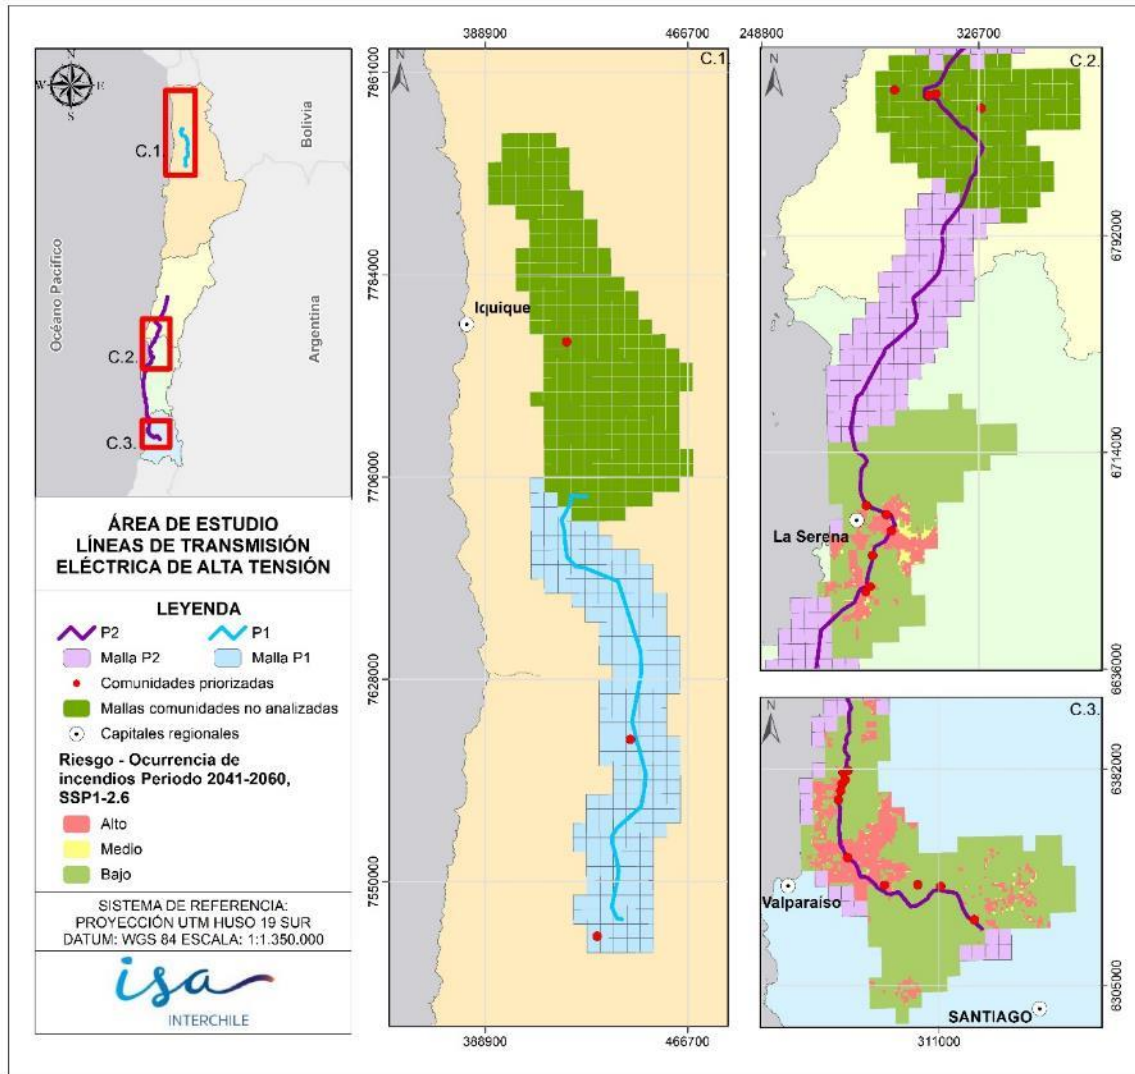 N
W
E
S
Bolivia
C.1.
Océano Pacífico
Argentina
C.2.
C.3.
ÁREA DE ESTUDIO
LÍNEAS DE TRANSMISIÓN
ELÉCTRICA DE ALTA TENSIÓN
LEYENDA
P2
P1
Malla P2
Malla P1
Comunidades priorizadas
Mallas comunidades no analizadas
Capitales regionales
Riesgo - Ocurrencia de
incendios Periodo 2041-2060,
SSP1-2.6
Alto
Medio
Bajo
SISTEMA DE REFERENCIA:
PROYECCIÓN UTM HUSO 19 SUR
DATUM: WGS 84 ESCALA: 1:1.350.000
isa
INTERCHILE
388900
466700
N
C.1.
7861000
7784000
Iquique
7706000
7628000
7550000
388900
466700
248800
326700
N
C.2.
6792000
6714000
La Serena
6636000
N
C.3.
6382000
Valparaíso
6305000
SANTIAGO
311000